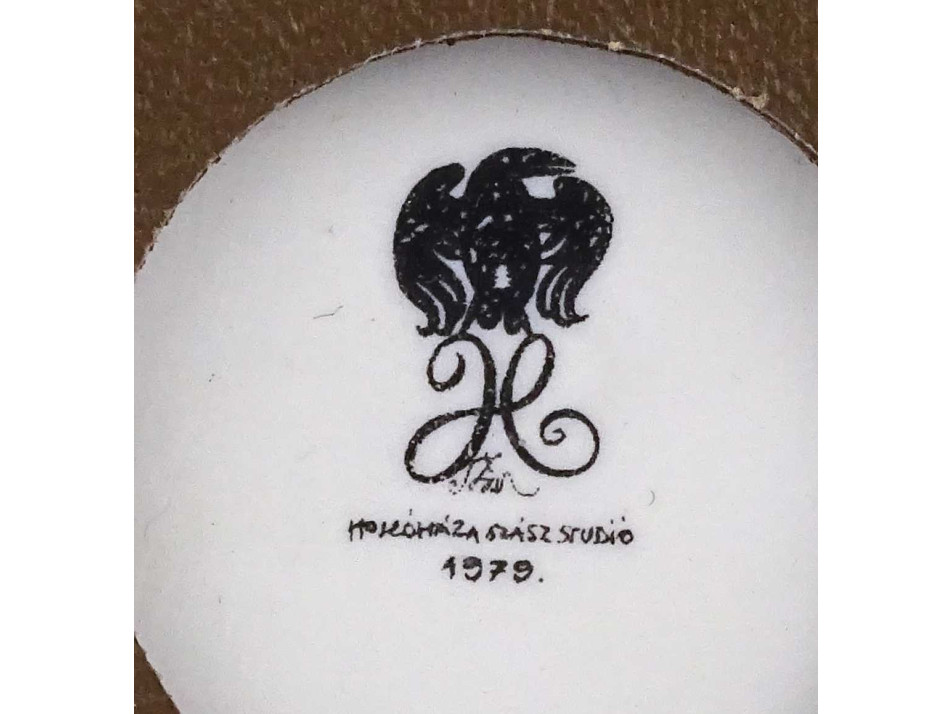 H
HOLLÓHÁZA SZÁSZ STUDIÓ
1979.